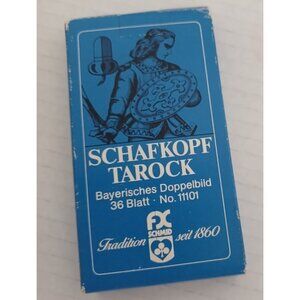 SCHAFKOPF
TAROCK
Bayerisches Doppelbild
36 Blatt · No. 11101
FX
SCHMID
Tradition seit 1860